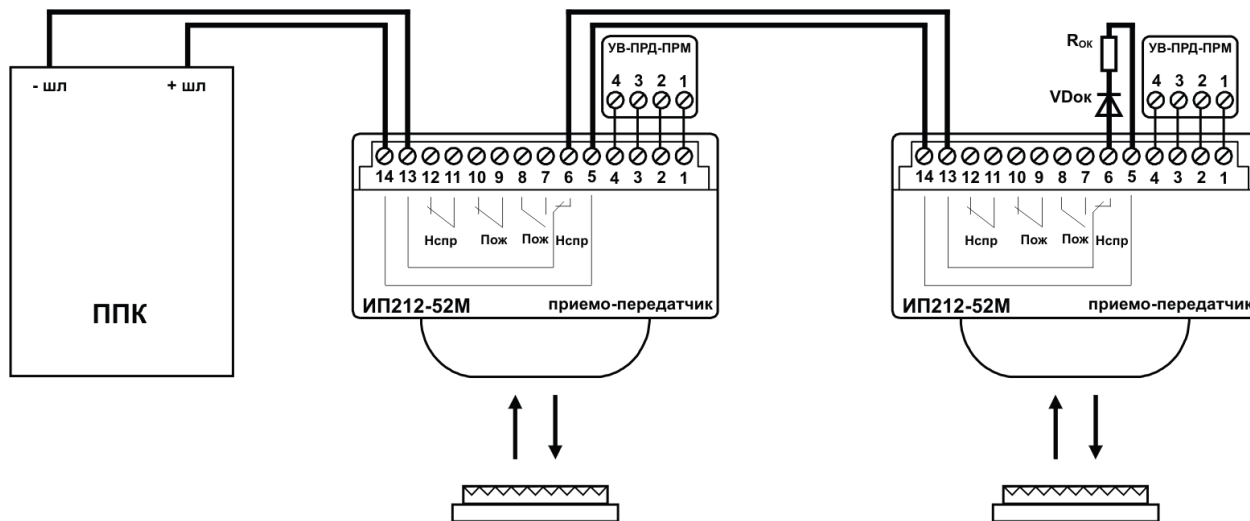 - шл + шл
ППК
УВ-ПРД-ПРМ
4 3 2 1
14 13 12 11 10 9 8 7 6 5 4 3 2 1
Нспр Пож Пож Нспр
ИП212-52М приемо-передатчик
Rок
VDок
УВ-ПРД-ПРМ
4 3 2 1
14 13 12 11 10 9 8 7 6 5 4 3 2 1
Нспр Пож Пож Нспр
ИП212-52М приемо-передатчик